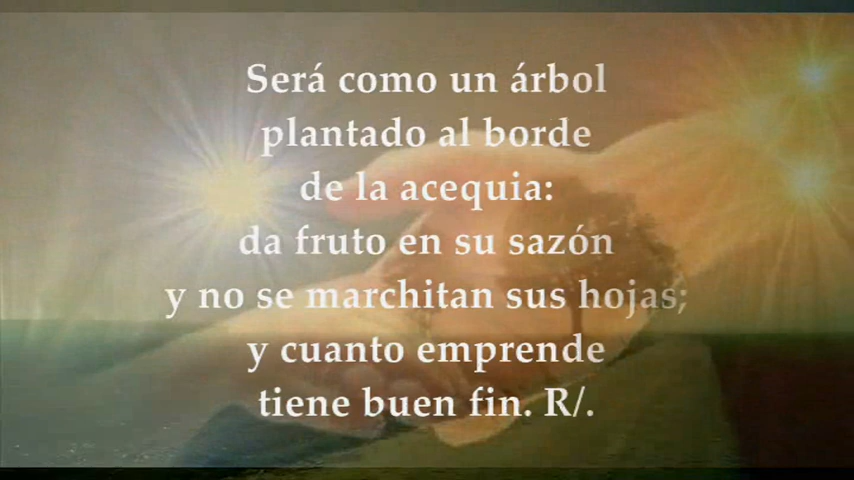 Será como un árbol
plantado al borde
de la acequia:
da fruto en su sazón
y no se marchitan sus hojas;
y cuanto emprende
tiene buen fin. R/.